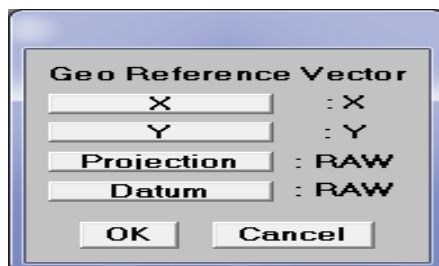 Geo Reference Vector
X : X
Y : Y
Projection : RAW
Datum : RAW
OK Cancel